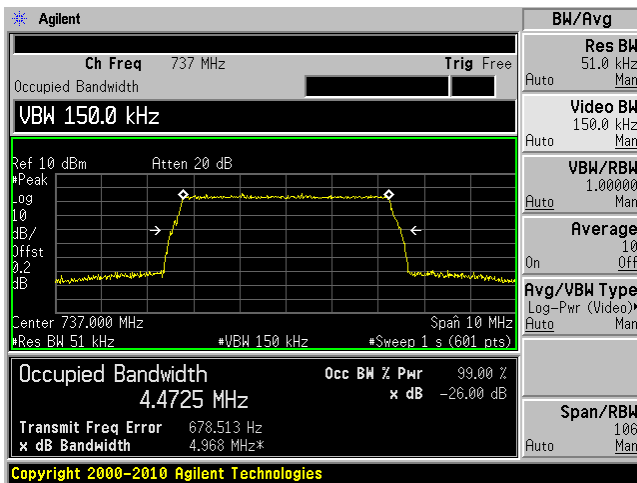 Agilent
BW/Avg
Ch Freq 737 MHz Trig Free
Occupied Bandwidth
VBW 150.0 kHz
Ref 10 dBm Atten 20 dB
#Peak
Log
10
dB/
Offst
0.2
dB
Center 737.000 MHz Span 10 MHz
#Res BW 51 kHz #VBW 150 kHz #Sweep 1 s (601 pts)
Occupied Bandwidth Occ BW % Pwr 99.00 %
4.4725 MHz x dB -26.00 dB
Transmit Freq Error 678.513 Hz
x dB Bandwidth 4.968 MHz*
Copyright 2000-2010 Agilent Technologies
Res BW
51.0 kHz
Auto Man
Video BW
150.0 kHz
Auto Man
VBW/RBW
1.00000
Auto Man
Average
10
On Off
Avg/VBW Type
Log-Pwr (Video)
Auto Man
Span/RBW
106
Auto Man